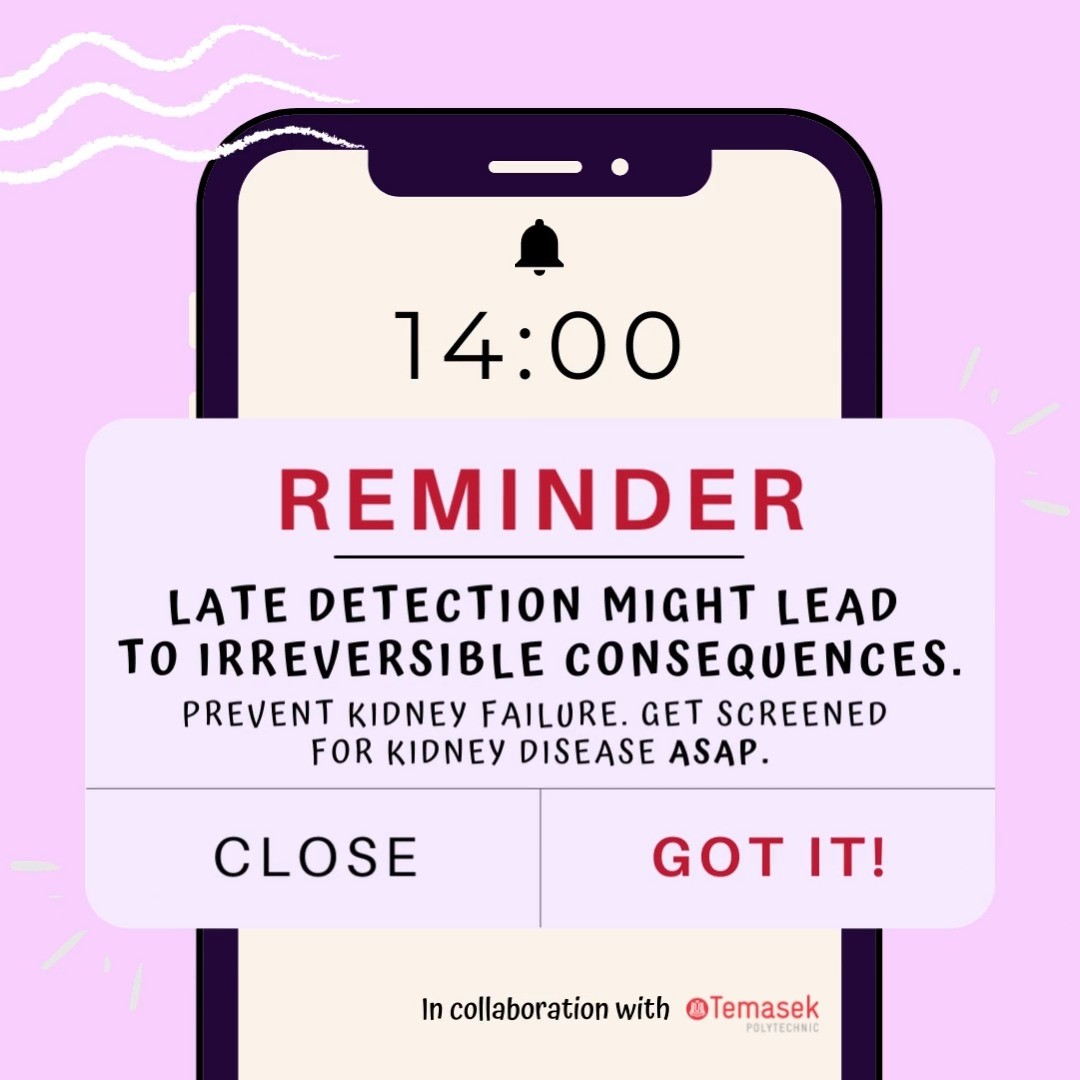 14:00
REMINDER
LATE DETECTION MIGHT LEAD
TO IRREVERSIBLE CONSEQUENCES.
PREVENT KIDNEY FAILURE. GET SCREENED
FOR KIDNEY DISEASE ASAP.
CLOSE
GOT IT!
In collaboration with Temasek
POLYTECHNIC